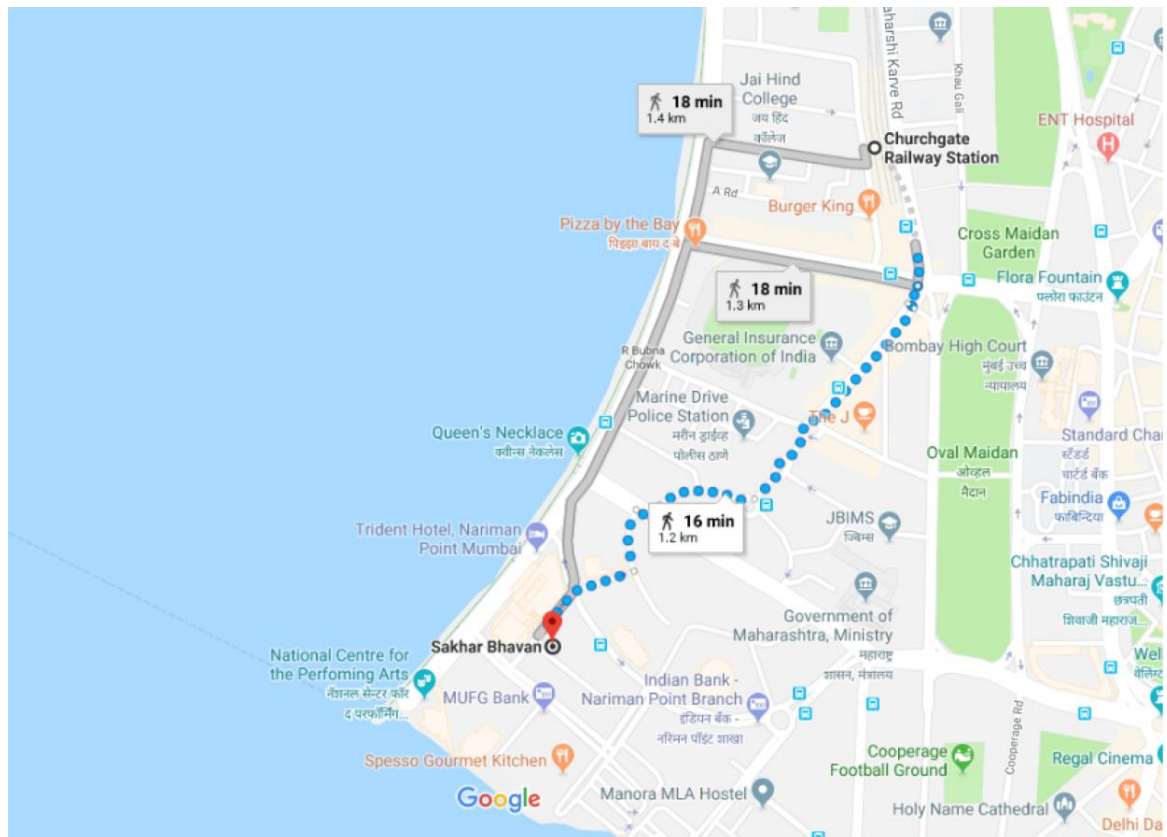 aharshi Karve Rd
Khau Gali
Jai Hind
College
जय हिंद
कॉलेज
18 min
1.4 km
ENT Hospital
Churchgate
Railway Station
A Rd
Burger King
Pizza by the Bay
पिझ्झा बाय द बे
Cross Maidan
Garden
Flora Fountain
फ्लोरा फाउंटन
18 min
1.3 km
General Insurance
Corporation of India
Bombay High Court
मुंबई उच्च
न्यायालय
R Bubna
Chowk
Marine Drive
Police Station
मरीन ड्राईव्ह
पोलीस ठाणे
The J
Queen's Necklace
क्वीन्स नेकलेस
Standard Char
स्टँडर्ड
चार्टर्ड बँक
Oval Maidan
ओव्हल
मैदान
Fabindia
फाबिन्दिया
16 min
1.2 km
JBIMS
ज्बिम्स
Trident Hotel, Nariman
Point Mumbai
Chhatrapati Shivaji
Maharaj Vastu...
छत्रपती
शिवाजी महाराज...
Government of
Maharashtra, Ministry
महाराष्ट्र
शासन, मंत्रालय
Sakhar Bhavan
National Centre for
the Perfoming Arts
नॅशनल सेन्टर फॉर
द परफॉर्मिंग...
Wel
वेलिंग्ट
MUFG Bank
Indian Bank -
Nariman Point Branch
इंडियन बँक -
नरिमन पॉइंट शाखा
Cooperage Rd
Spesso Gourmet Kitchen
Cooperage
Football Ground
Regal Cinema
Google
Manora MLA Hostel
Holy Name Cathedral
Delhi Da